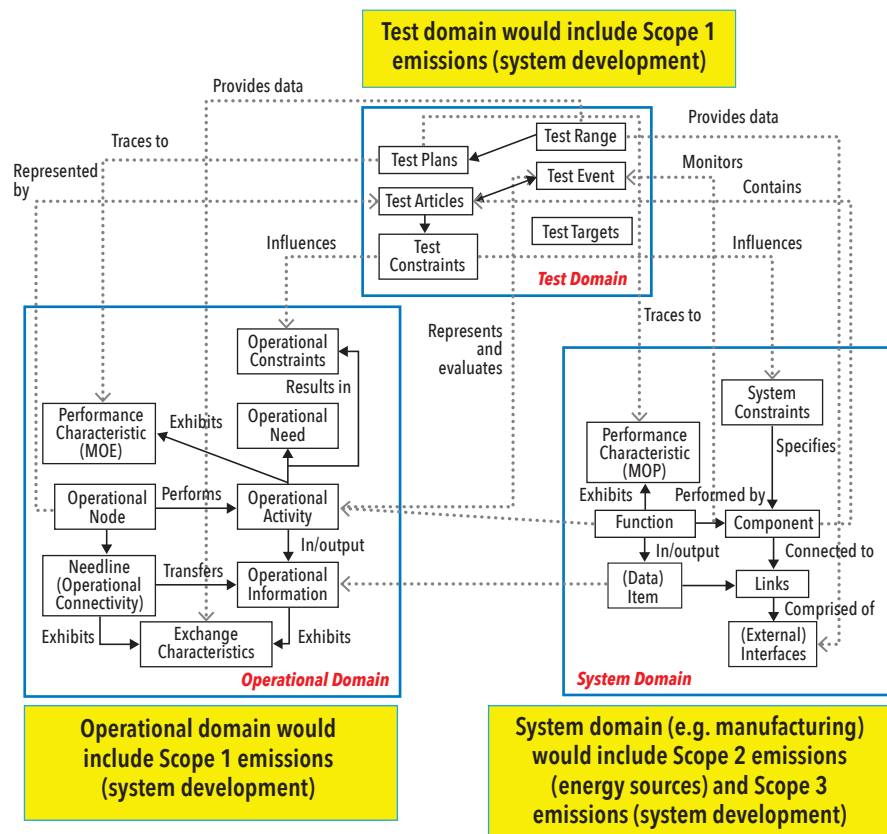 Test domain would include Scope 1
emissions (system development)
Provides data
Provides data
Test Range
Traces to
Test Plans
Monitors
Represented
by
Test Event
Contains
Test Articles
Test Targets
Influences
Test
Constraints
Influences
Test Domain
Operational
Constraints
Represents
and
evaluates
Traces to
Results in
System
Constraints
Performance
Characteristic
(MOE)
Exhibits
Operational
Need
Performance
Characteristic
(MOP)
Specifies
Operational
Node
Performs
Operational
Activity
Exhibits
Performed by
Function
Component
In/output
In/output
Connected to
Needline
(Operational
Connectivity)
Transfers
Operational
Information
(Data)
Item
Links
Comprised of
Exhibits
Exchange
Characteristics
Exhibits
(External)
Interfaces
Operational Domain
System Domain
Operational domain would
include Scope 1 emissions
(system development)
System domain (e.g. manufacturing)
would include Scope 2 emissions
(energy sources) and Scope 3
emissions (system development)